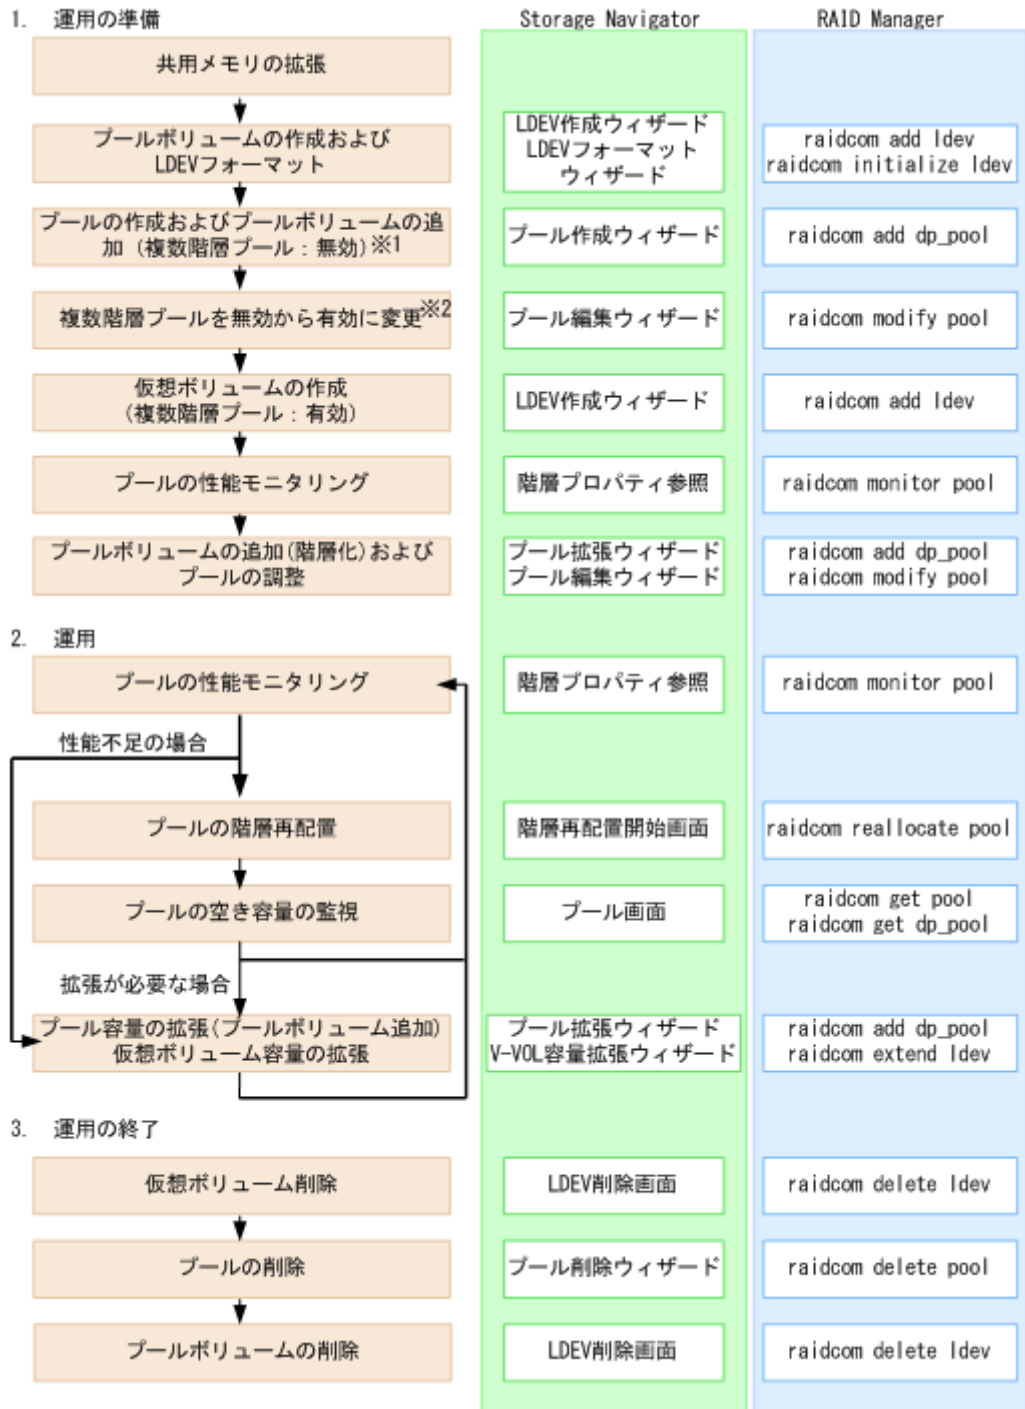 1. 運用の準備
Storage Navigator
RAID Manager
共用メモリの拡張
プールボリュームの作成および
LDEVフォーマット
LDEV作成ウィザード
LDEVフォーマット
ウィザード
raidcom add ldev
raidcom initialize ldev
プールの作成およびプールボリュームの追
加（複数階層プール：無効）※1
プール作成ウィザード
raidcom add dp_pool
複数階層プールを無効から有効に変更※2
プール編集ウィザード
raidcom modify pool
仮想ボリュームの作成
（複数階層プール：有効）
LDEV作成ウィザード
raidcom add ldev
プールの性能モニタリング
階層プロパティ参照
raidcom monitor pool
プールボリュームの追加(階層化)および
プールの調整
プール拡張ウィザード
プール編集ウィザード
raidcom add dp_pool
raidcom modify pool
2. 運用
プールの性能モニタリング
階層プロパティ参照
raidcom monitor pool
性能不足の場合
プールの階層再配置
階層再配置開始画面
raidcom reallocate pool
プールの空き容量の監視
プール画面
raidcom get pool
raidcom get dp_pool
拡張が必要な場合
プール容量の拡張(プールボリューム追加)
仮想ボリューム容量の拡張
プール拡張ウィザード
V-VOL容量拡張ウィザード
raidcom add dp_pool
raidcom extend ldev
3. 運用の終了
仮想ボリューム削除
LDEV削除画面
raidcom delete ldev
プールの削除
プール削除ウィザード
raidcom delete pool
プールボリュームの削除
LDEV削除画面
raidcom delete ldev